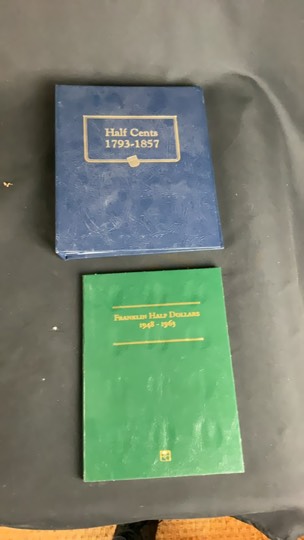 Half Cents
1793-1857
FRANKLIN HALF DOLLARS
1948 - 1963